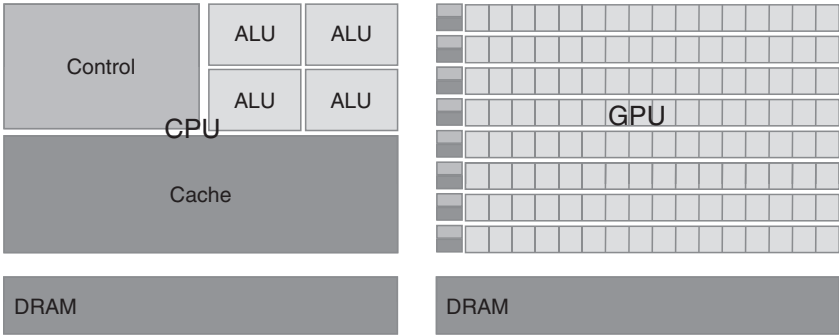 Control
ALU
ALU
ALU
ALU
CPU
Cache
DRAM
GPU
DRAM